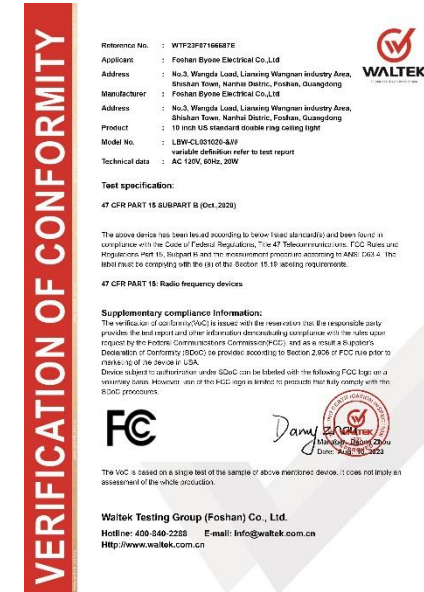 VERIFICATION OF CONFORMITY
WALTEK
Reference No. : WTF23F07166687E
Applicant : Foshan Byone Electrical Co.,Ltd
Address : No.3, Wangda Load, Lianxing Wangnan industry Area,
Shishan Town, Nanhai Distric, Foshan, Guangdong
Manufacturer : Foshan Byone Electrical Co.,Ltd
Address : No.3, Wangda Load, Lianxing Wangnan industry Area,
Shishan Town, Nanhai Distric, Foshan, Guangdong
Product : 10 inch US standard double ring ceiling light
Model No. : LBW-CL031020-&/#
variable definition refer to test report
Technical data : AC 120V, 60Hz, 20W
Test specification:
47 CFR PART 15 SUBPART B (Oct.,2020)
The above device has been tested according to below listed standard(s) and been found in
compliance with the Code of Federal Regulations, Title 47 Telecommunications, FCC Rules and
Regulations Part 15, Subpart B and the measurement procedure according to ANSI C63.4. The
label must be complying with the (a) of the Section 15.19 labeling requirements.
47 CFR PART 15: Radio frequency devices
Supplementary compliance Information:
The verification of conformity(VoC) is issued with the reservation that the responsible party
provides the test report and other information demonstrating compliance with the rules upon
request by the Federal Communications Commission(FCC), and as a result a Supplier's
Declaration of Conformity (SDoC) be provided according to Section 2.906 of FCC rule prior to
marketing of the device in USA.
Device subject to authorization under SDoC can be labeled with the following FCC logo on a
voluntary basis. However, use of the FCC logo is limited to products that fully comply with the
SDoC procedures.
FCC
Danny Zhou
WALTEK
Manager: Danny Zhou
Date: Aug. 10, 2023
The VoC is based on a single test of the sample of above mentioned device. It does not imply an
assessment of the whole production.
Waltek Testing Group (Foshan) Co., Ltd.
Hotline: 400-840-2288 E-mail: info@waltek.com.cn
Http://www.waltek.com.cn